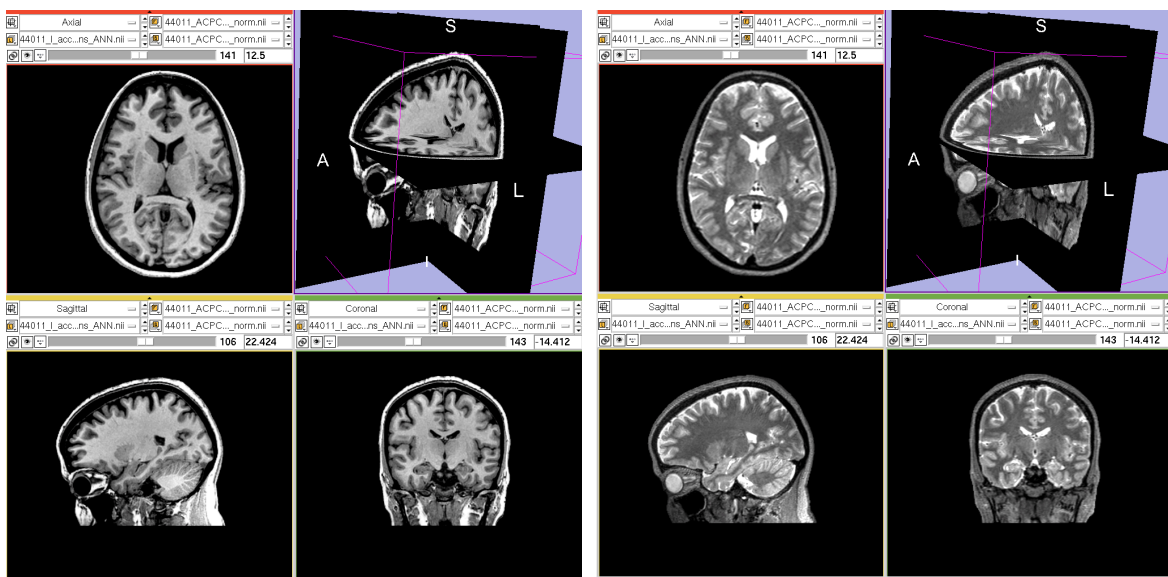 Axial
44011_ACPC..._norm.nii
44011_I_acc...ns_ANN.nii
44011_ACPC..._norm.nii
141
12.5
S
A
L
I
Sagittal
44011_ACPC..._norm.nii
44011_I_acc...ns_ANN.nii
44011_ACPC..._norm.nii
106
22.424
Coronal
44011_ACPC..._norm.nii
44011_I_acc...ns_ANN.nii
44011_ACPC..._norm.nii
143
-14.412
Axial
44011_ACPC..._norm.nii
44011_I_acc...ns_ANN.nii
44011_ACPC..._norm.nii
141
12.5
S
A
L
I
Sagittal
44011_ACPC..._norm.nii
44011_I_acc...ns_ANN.nii
44011_ACPC..._norm.nii
106
22.424
Coronal
44011_ACPC..._norm.nii
44011_I_acc...ns_ANN.nii
44011_ACPC..._norm.nii
143
-14.412